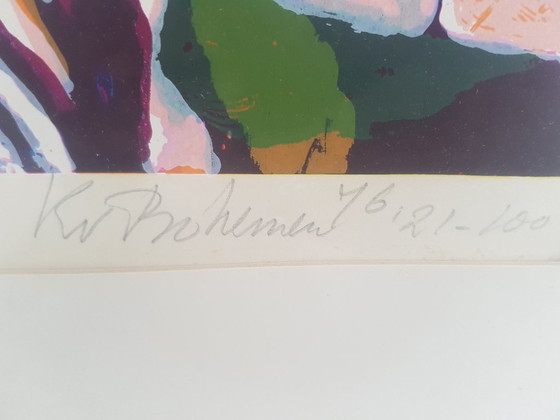 Kv Bohemen '76, 21-100